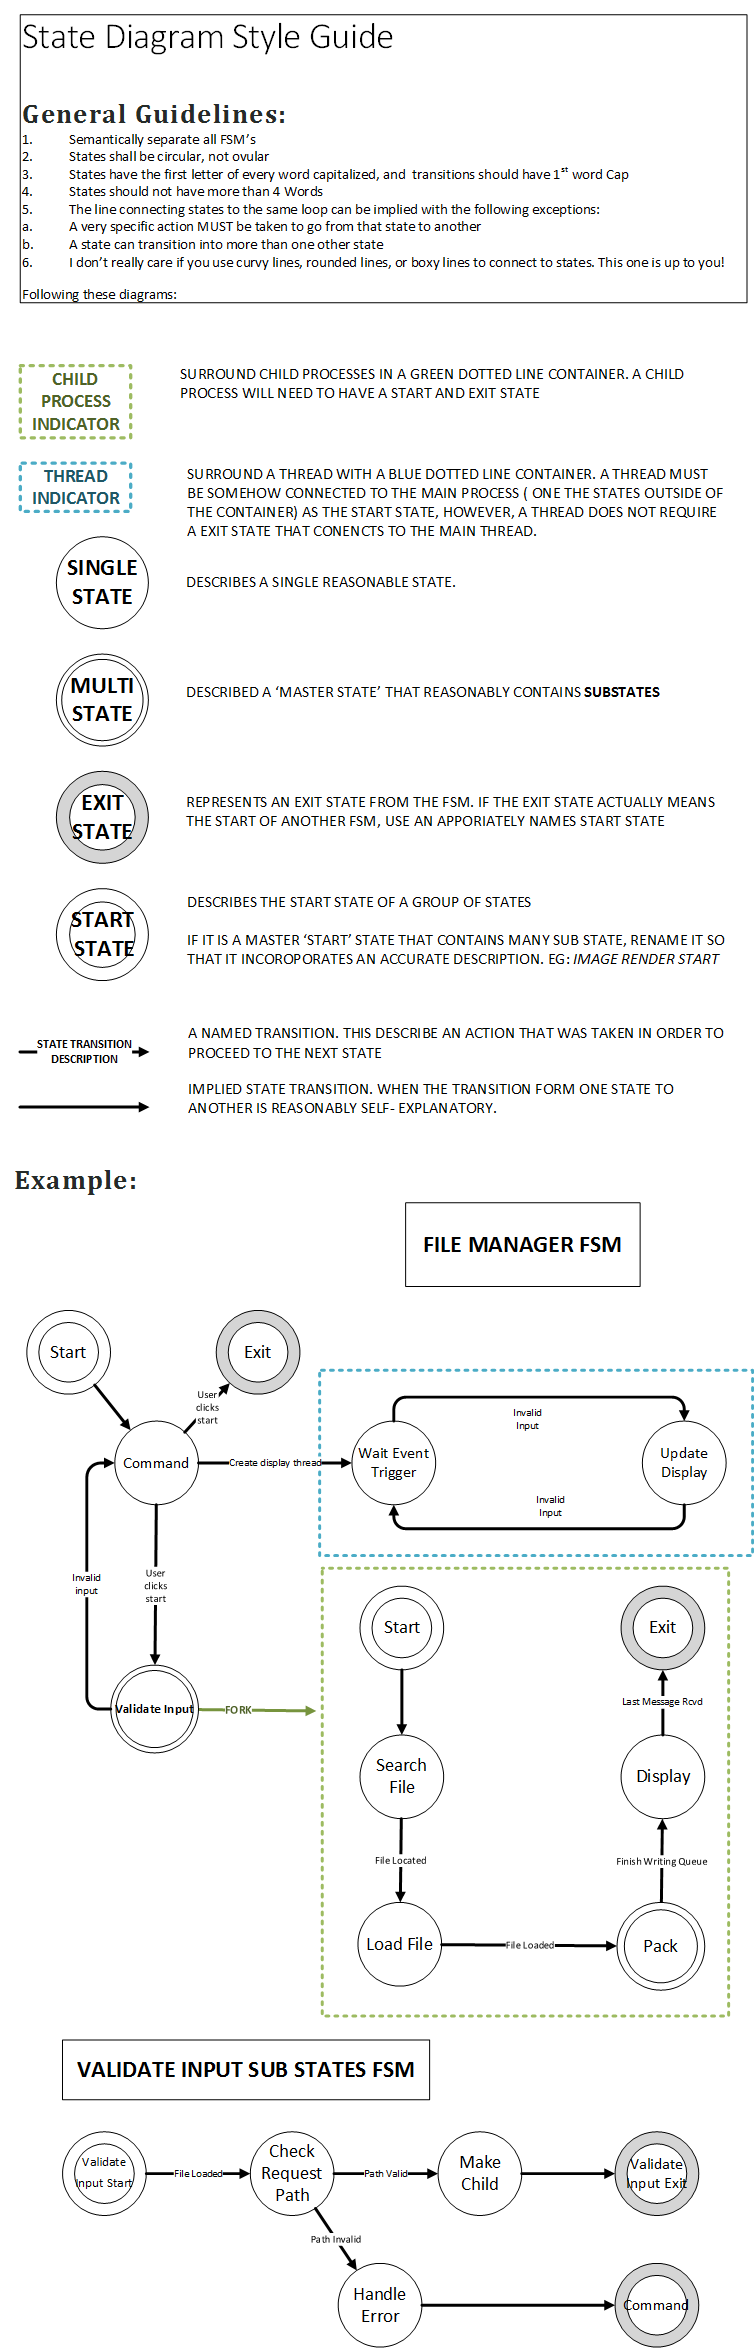 State Diagram Style Guide
General Guidelines:
1. Semantically separate all FSM's
2. States shall be circular, not ovular
3. States have the first letter of every word capitalized, and transitions should have 1st word Cap
4. States should not have more than 4 Words
5. The line connecting states to the same loop can be implied with the following exceptions:
a. A very specific action MUST be taken to go from that state to another
b. A state can transition into more than one other state
6. I don't really care if you use curvy lines, rounded lines, or boxy lines to connect to states. This one is up to you!
Following these diagrams:
CHILD
PROCESS
INDICATOR
SURROUND CHILD PROCESSES IN A GREEN DOTTED LINE CONTAINER. A CHILD
PROCESS WILL NEED TO HAVE A START AND EXIT STATE
THREAD
INDICATOR
SURROUND A THREAD WITH A BLUE DOTTED LINE CONTAINER. A THREAD MUST
BE SOMEHOW CONNECTED TO THE MAIN PROCESS ( ONE THE STATES OUTSIDE OF
THE CONTAINER) AS THE START STATE, HOWEVER, A THREAD DOES NOT REQUIRE
A EXIT STATE THAT CONENCTS TO THE MAIN THREAD.
SINGLE
STATE
DESCRIBES A SINGLE REASONABLE STATE.
MULTI
STATE
DESCRIBED A ‘MASTER STATE’ THAT REASONABLY CONTAINS SUBSTATES
EXIT
STATE
REPRESENTS AN EXIT STATE FROM THE FSM. IF THE EXIT STATE ACTUALLY MEANS
THE START OF ANOTHER FSM, USE AN APPORIATELY NAMES START STATE
START
STATE
DESCRIBES THE START STATE OF A GROUP OF STATES
IF IT IS A MASTER ‘START’ STATE THAT CONTAINS MANY SUB STATE, RENAME IT SO
THAT IT INCOROPORATES AN ACCURATE DESCRIPTION. EG: IMAGE RENDER START
STATE TRANSITION
DESCRIPTION
A NAMED TRANSITION. THIS DESCRIBE AN ACTION THAT WAS TAKEN IN ORDER TO
PROCEED TO THE NEXT STATE
IMPLIED STATE TRANSITION. WHEN THE TRANSITION FORM ONE STATE TO
ANOTHER IS REASONABLY SELF- EXPLANATORY.
Example:
FILE MANAGER FSM
Start
Exit
User
clicks
start
Command
Create display thread
Wait Event
Trigger
Invalid
Input
Update
Display
Invalid
Input
Invalid
input
User
clicks
start
Validate Input
FORK
Start
Exit
Last Message Rcvd
Search
File
Display
File Located
Finish Writing Queue
Load File
File Loaded
Pack
VALIDATE INPUT SUB STATES FSM
Validate
Input Start
File Loaded
Check
Request
Path
Path Valid
Make
Child
Validate
Input Exit
Path Invalid
Handle
Error
Command